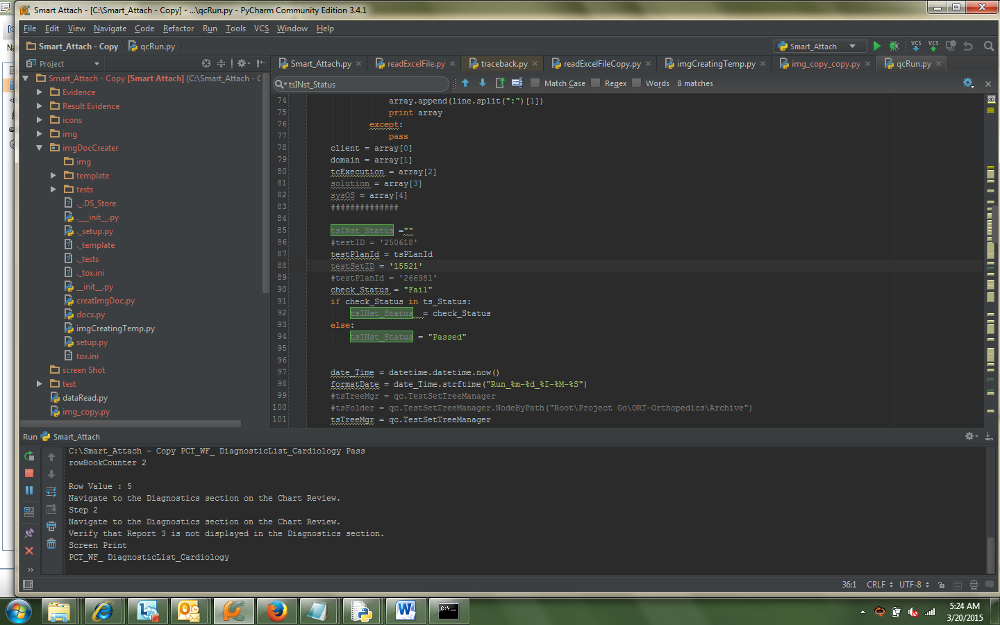 Smart Attach - [C:\Smart_Attach - Copy] - ...\qcRun.py - PyCharm Community Edition 3.4.1
File Edit View Navigate Code Refactor Run Tools VCS Window Help
Smart_Attach - Copy qcRun.py Smart_Attach VCS VCS
Project
Smart_Attach.py readExcelFile.py traceback.py readExcelFileCopy.py imgCreatingTemp.py img_copy_copy.py qcRun.py
tsINst_Status Match Case Regex Words 8 matches
Smart_Attach - Copy [Smart Attach] (C:\Smart_Attach - C
Evidence
Result Evidence
icons
img
imgDocCreater
img
template
tests
._.DS_Store
.___init__.py
._setup.py
._template
._tests
._tox.ini
__init__.py
creatImgDoc.py
docx.py
imgCreatingTemp.py
setup.py
tox.ini
screen Shot
test
dataRead.py
img_copy.py
74 array.append(line.split(":")[1])
75 print array
76 except:
77 pass
78 client = array[0]
79 domain = array[1]
80 tcExecution = array[2]
81 solution = array[3]
82 sysOS = array[4]
83 ##############
84
85 tsINst_Status =""
86 #testID = '250618'
87 testPlanId = tsPLanId
88 testSetID = '15521'
89 #testPlanId = '266981'
90 check_Status = "Fail"
91 if check_Status in ts_Status:
92 tsINst_Status = check_Status
93 else:
94 tsINst_Status = "Passed"
95
96
97 date_Time = datetime.datetime.now()
98 formatDate = date_Time.strftime("Run_%m-%d_%I-%M-%S")
99 #tsTreeMgr = qc.TestSetTreeManager
100 #tsFolder = qc.TestSetTreeManager.NodeByPath("Root\Project Go\ORT-Orthopedics\Archive")
101 tsTreeMgr = qc.TestSetTreeManager
Run Smart_Attach
C:\Smart_Attach - Copy PCT_WF_ DiagnosticList_Cardiology Pass
rowBookCounter 2
Row Value : 5
Navigate to the Diagnostics section on the Chart Review.
Step 2
Navigate to the Diagnostics section on the Chart Review.
Verify that Report 3 is not displayed in the Diagnostics section.
Screen Print
PCT_WF_ DiagnosticList_Cardiology
36:1 CRLF UTF-8
5:24 AM
3/20/2015